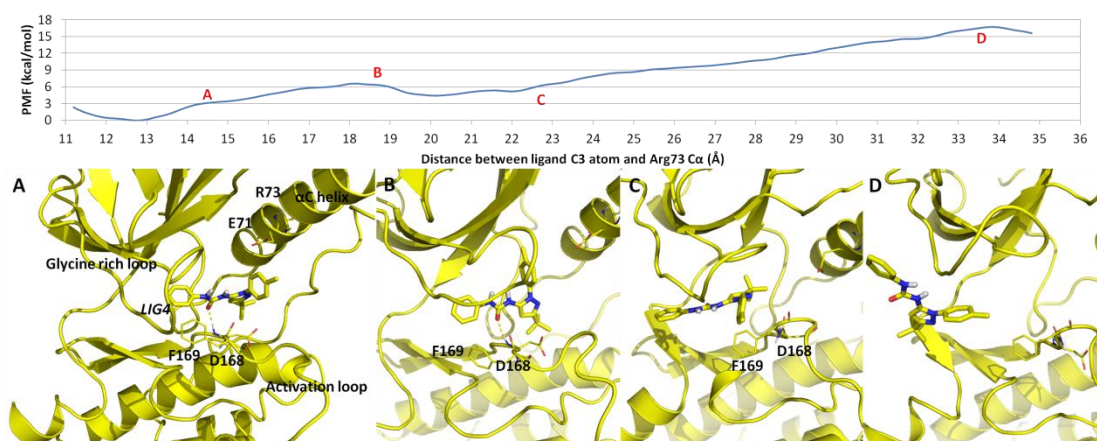 PMF (kcal/mol)
18
15
12
9
6
3
0
A
B
C
D
11 12 13 14 15 16 17 18 19 20 21 22 23 24 25 26 27 28 29 30 31 32 33 34 35 36
Distance between ligand C3 atom and Arg73 Cα (Å)
A
R73
αC helix
E71
Glycine rich loop
LIG4
F169
D168
Activation loop
B
F169
D168
C
F169
D168
D